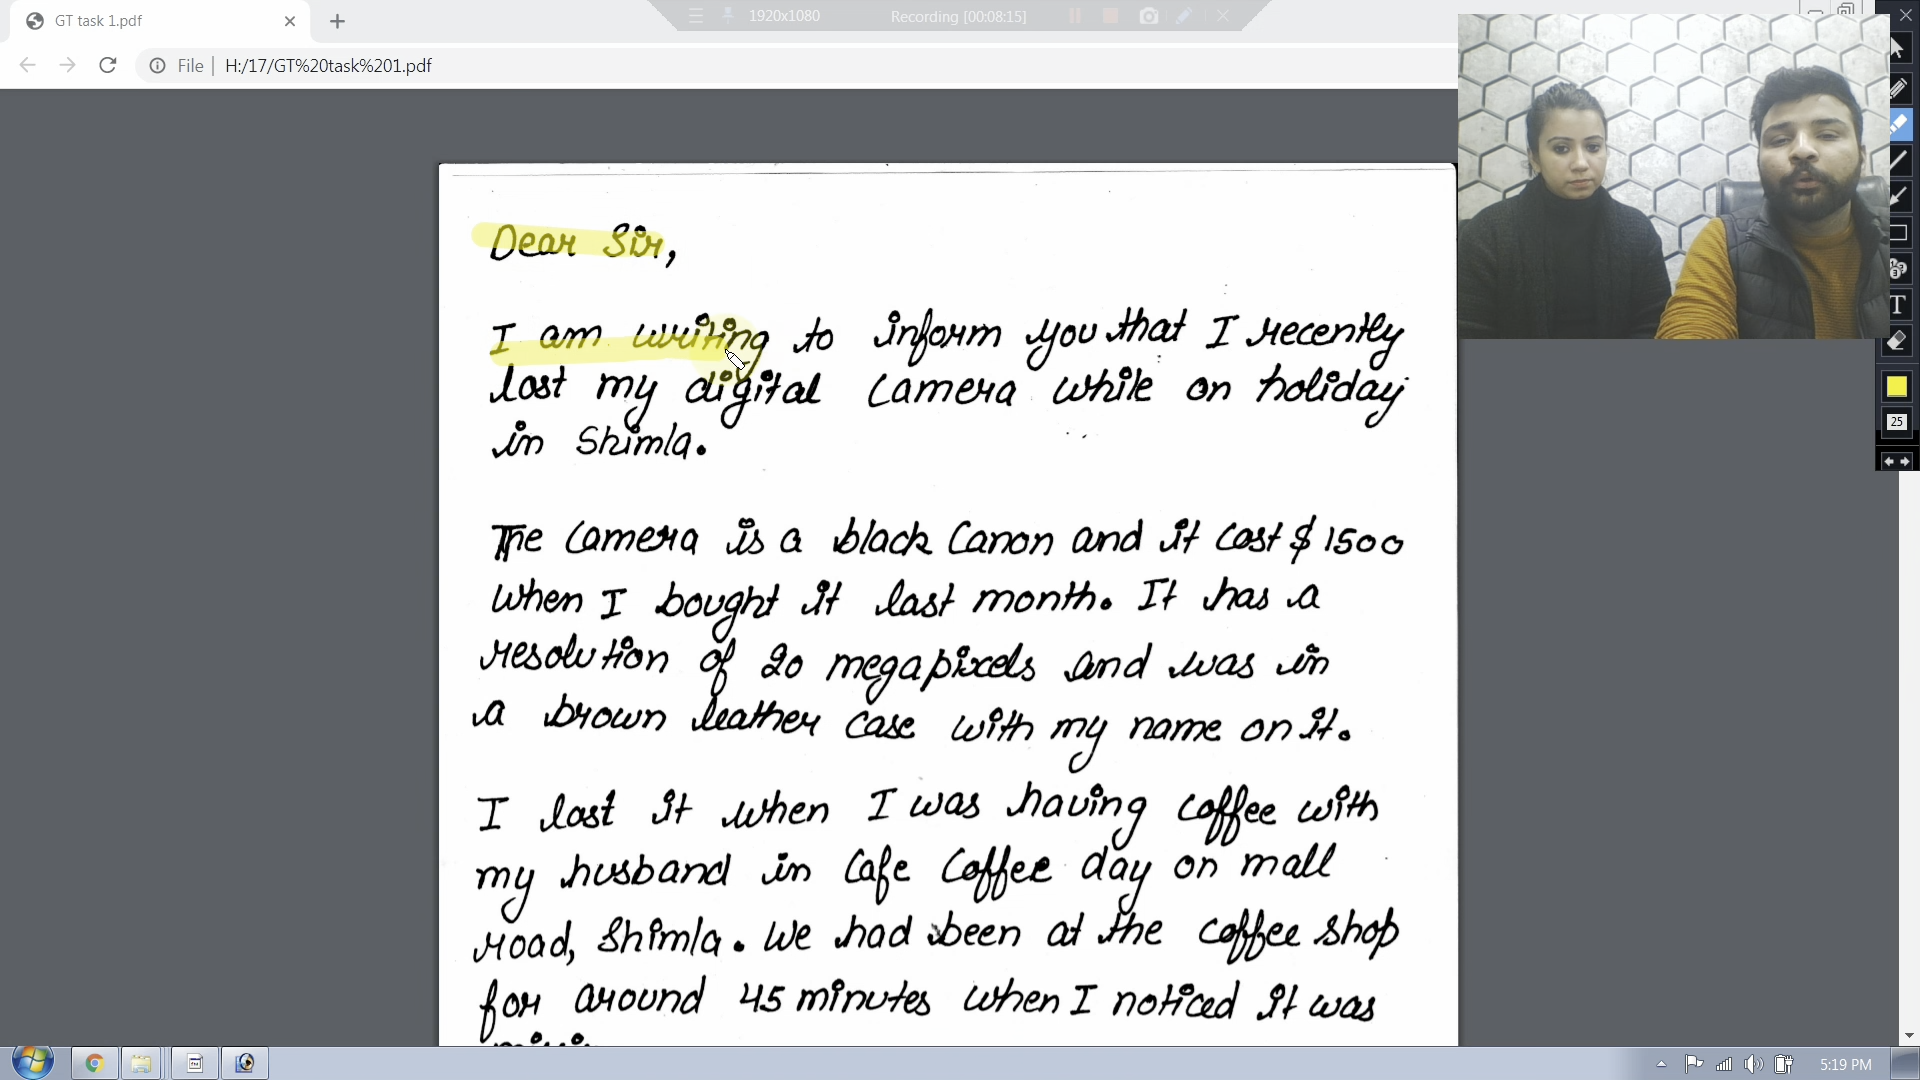 GT task 1.pdf
1920x1080
Recording [00:08:15]
File
H:/17/GT%20task%201.pdf
Dear Sir,
I am writing to inform you that I recently
lost my digital camera while on holiday
in Shimla.
The camera is a black Canon and it cost $1500
when I bought it last month. It has a
resolution of 20 megapixels and was in
a brown leather case with my name on it.
I lost it when I was having coffee with
my husband in Cafe Coffee day on mall
road, Shimla. We had been at the coffee shop
for around 45 minutes when I noticed it was
T
25
5:19 PM